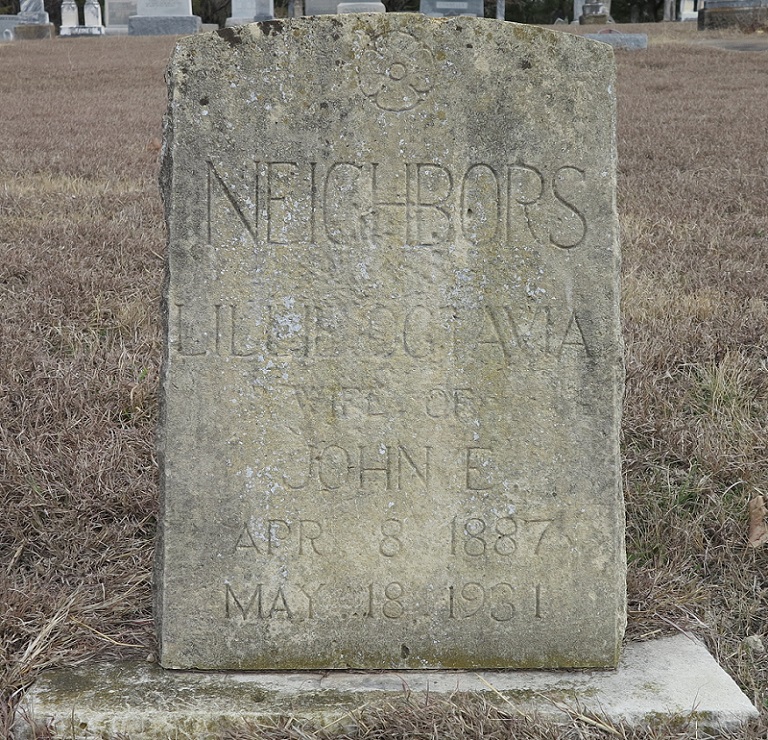 NEIGHBORS
LILLIE OCTAVIA
WIFE OF
JOHN E.
APR. 8 1887
MAY 18 1931